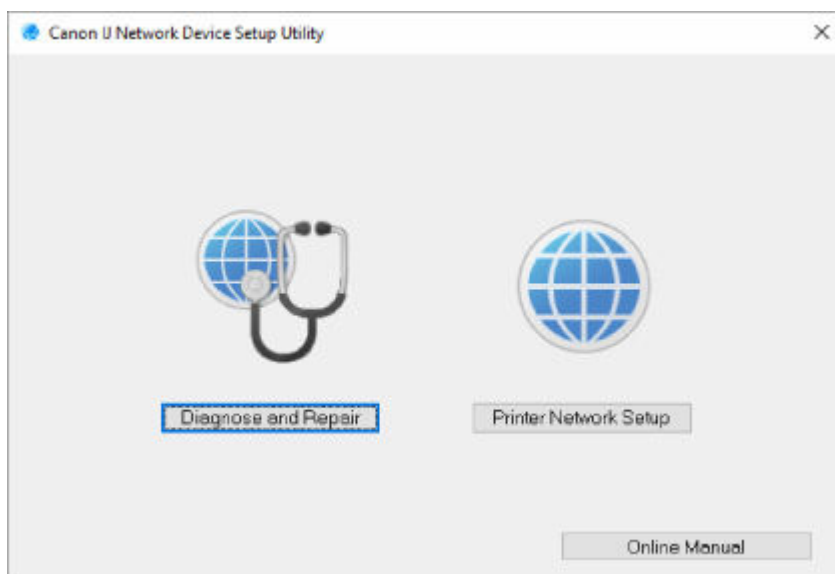 Canon IJ Network Device Setup Utility
Diagnose and Repair
Printer Network Setup
Online Manual